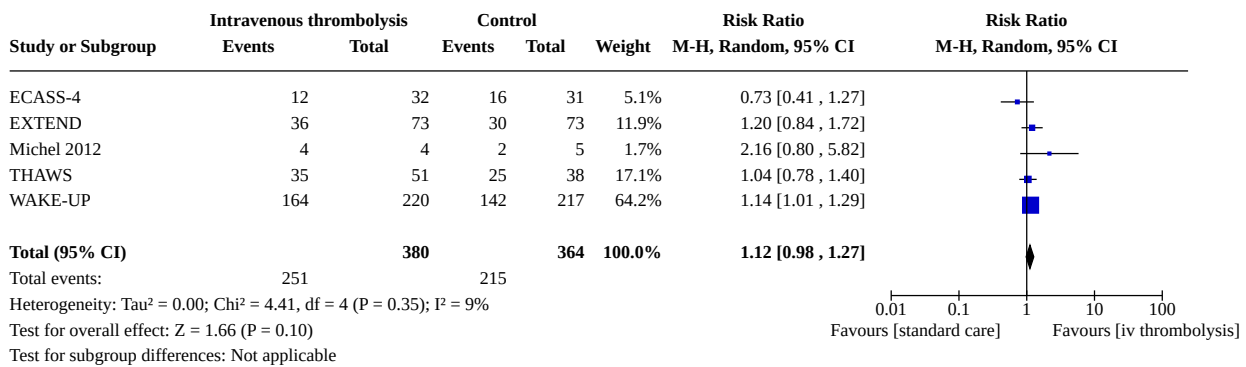 Intravenous thrombolysis Control Risk Ratio Risk Ratio
Study or Subgroup Events Total Events Total Weight M-H, Random, 95% CI M-H, Random, 95% CI
ECASS-4 12 32 16 31 5.1% 0.73 [0.41 , 1.27]
EXTEND 36 73 30 73 11.9% 1.20 [0.84 , 1.72]
Michel 2012 4 4 2 5 1.7% 2.16 [0.80 , 5.82]
THAWS 35 51 25 38 17.1% 1.04 [0.78 , 1.40]
WAKE-UP 164 220 142 217 64.2% 1.14 [1.01 , 1.29]
Total (95% CI) 380 364 100.0% 1.12 [0.98 , 1.27]
Total events: 251 215
Heterogeneity: Tau² = 0.00; Chi² = 4.41, df = 4 (P = 0.35); I² = 9%
0.01 0.1 1 10 100
Test for overall effect: Z = 1.66 (P = 0.10)
Favours [standard care] Favours [iv thrombolysis]
Test for subgroup differences: Not applicable